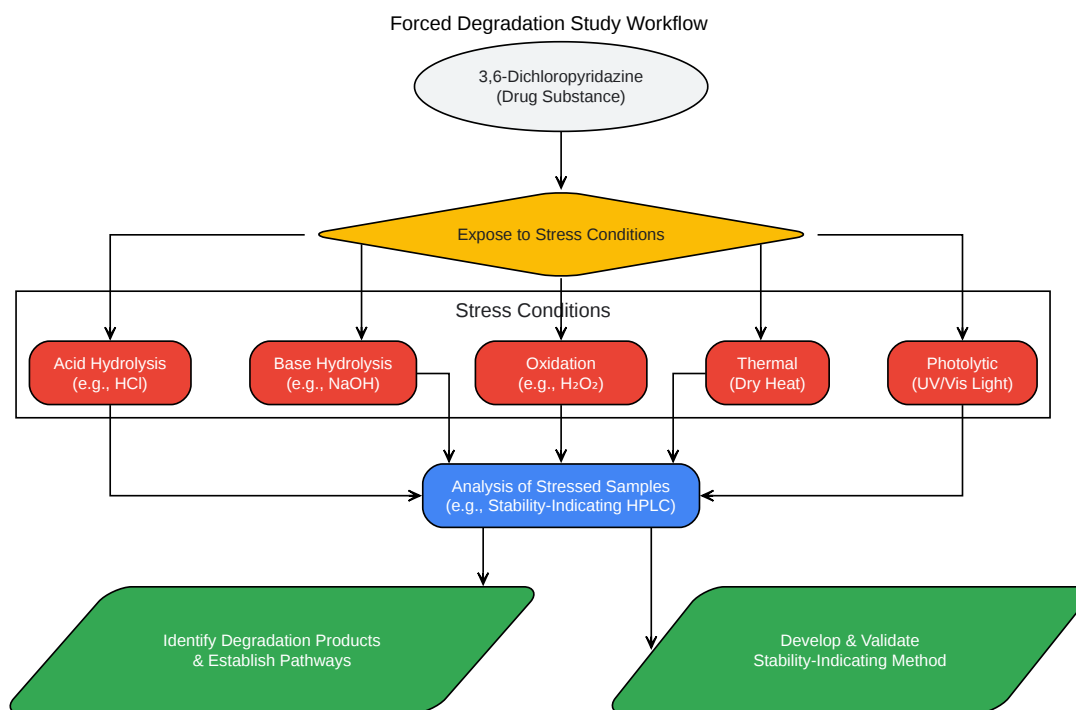 Forced Degradation Study Workflow
3,6-Dichloropyridazine
(Drug Substance)
Expose to Stress Conditions
Stress Conditions
Acid Hydrolysis
(e.g., HCl)
Base Hydrolysis
(e.g., NaOH)
Oxidation
(e.g., H₂O₂)
Thermal
(Dry Heat)
Photolytic
(UV/Vis Light)
Analysis of Stressed Samples
(e.g., Stability-Indicating HPLC)
Identify Degradation Products
& Establish Pathways
Develop & Validate
Stability-Indicating Method